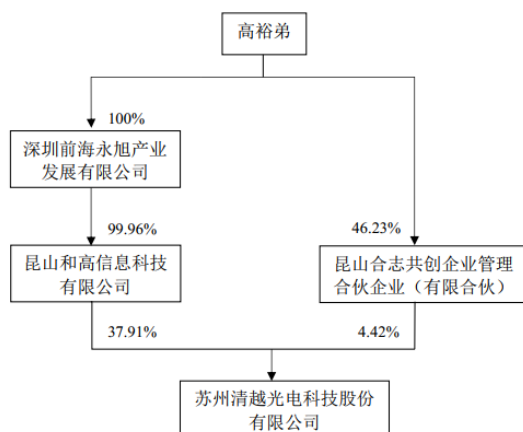 高裕弟
100%
深圳前海永旭产业
发展有限公司
99.96%
46.23%
昆山和高信息科技
有限公司
昆山合志共创企业管理
合伙企业（有限合伙）
37.91%
4.42%
苏州清越光电科技股份
有限公司